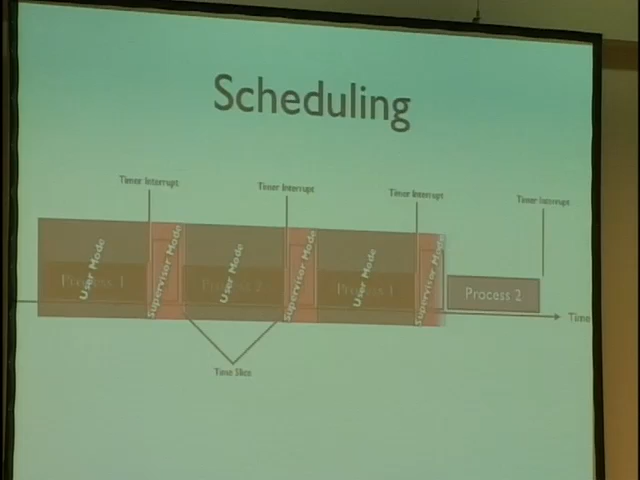 Scheduling
Timer Interrupt
Timer Interrupt
Timer Interrupt
Timer Interrupt
User Mode
Process 1
Supervisor Mode
User Mode
Process 2
Supervisor Mode
User Mode
Process 1
Supervisor Mode
Process 2
Time
Time Slice